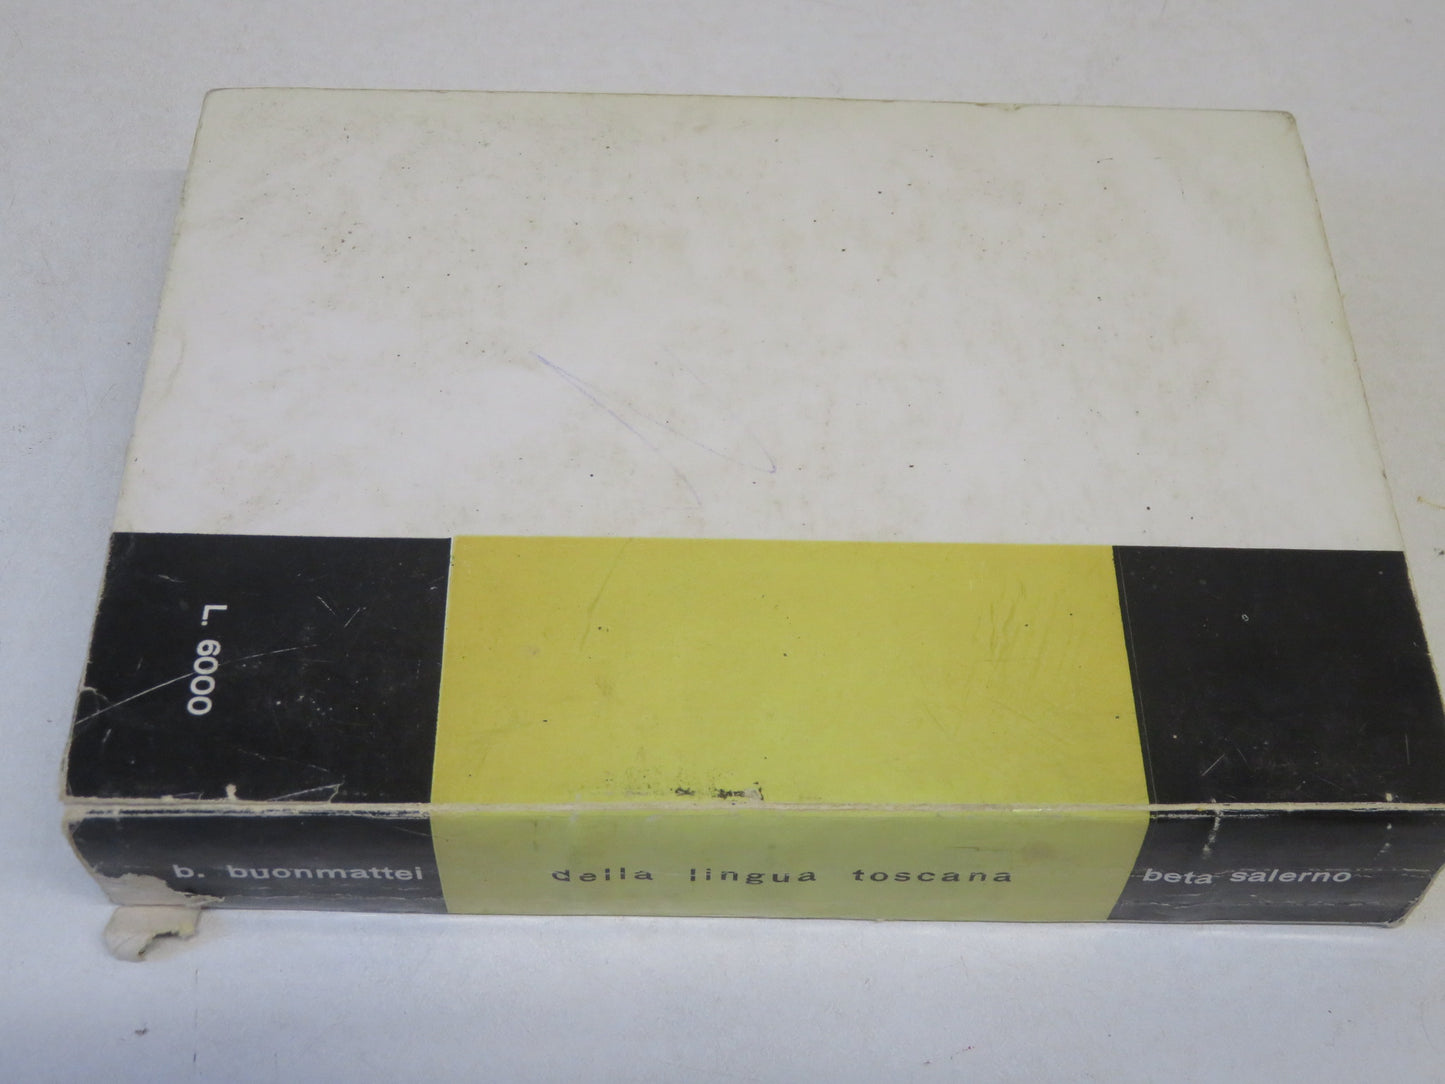 L. 6000
b. buonmattei
della lingua toscana
beta salerno